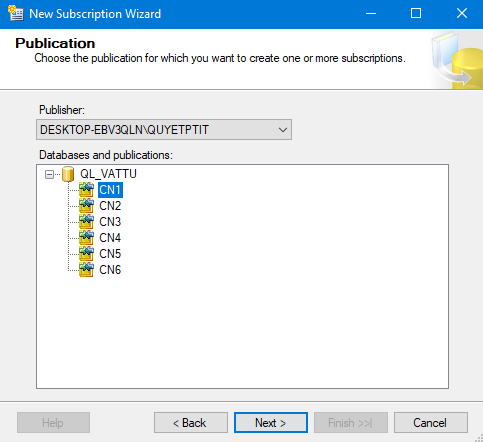 New Subscription Wizard
Publication
Choose the publication for which you want to create one or more subscriptions.
Publisher:
DESKTOP-EBV3QLN\QUYETPTIT
Databases and publications:
QL_VATTU
CN1
CN2
CN3
CN4
CN5
CN6
Help
< Back
Next >
Finish >>|
Cancel